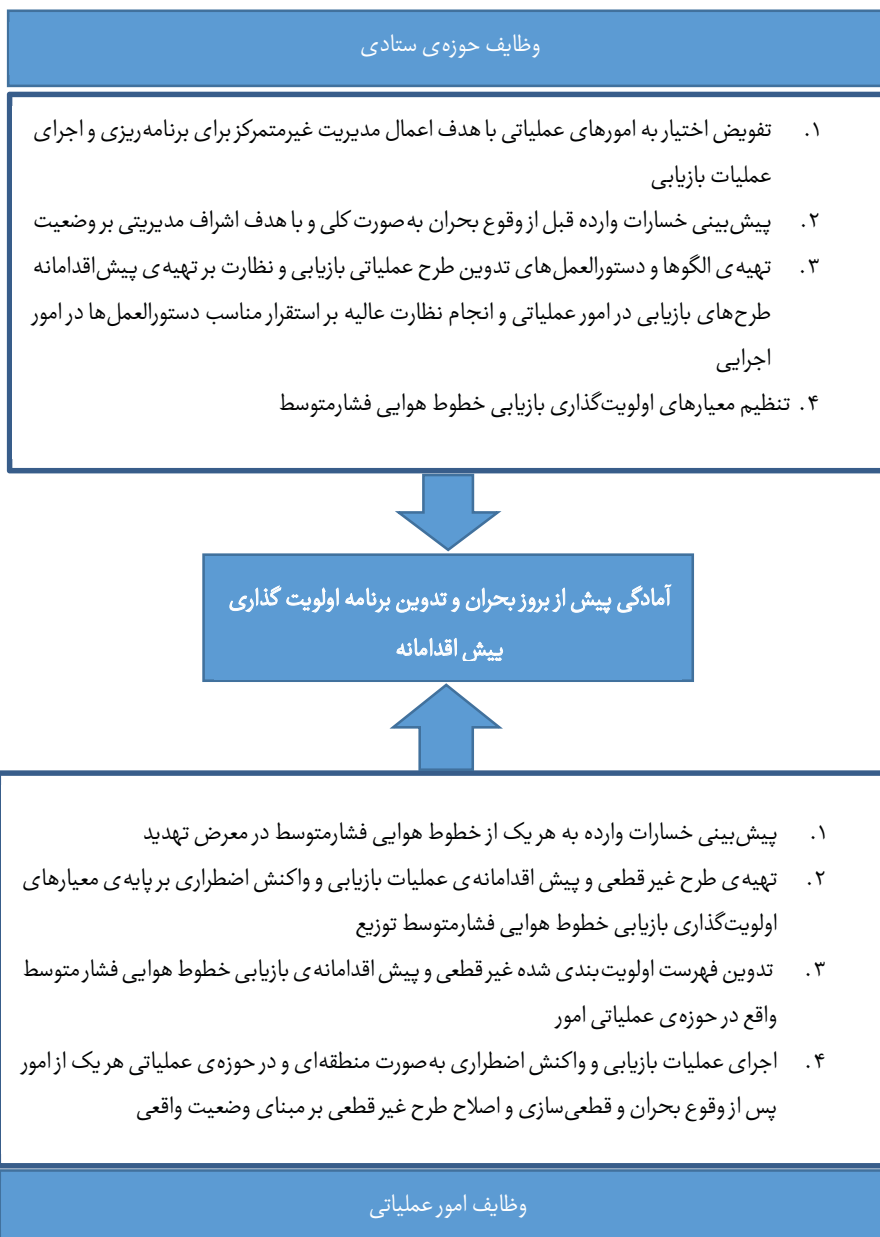 وظایف حوزه‌ی ستادی
۱. تفویض اختیار به امورهای عملیاتی با هدف اعمال مدیریت غیرمتمرکز برای برنامه‌ریزی و اجرای
عملیات بازیابی
۲. پیش‌بینی خسارات وارده قبل از وقوع بحران به‌صورت کلی و با هدف اشراف مدیریتی بر وضعیت
۳. تهیه‌ی الگوها و دستورالعمل‌های تدوین طرح عملیاتی بازیابی و نظارت بر تهیه‌ی پیش‌اقدامانه
طرح‌های بازیابی در امور عملیاتی و انجام نظارت عالیه بر استقرار مناسب دستورالعمل‌ها در امور
اجرایی
۴. تنظیم معیارهای اولویت‌گذاری بازیابی خطوط هوایی فشارمتوسط
آمادگی پیش از بروز بحران و تدوین برنامه اولویت گذاری
پیش اقدامانه
۱. پیش‌بینی خسارات وارده به هر یک از خطوط هوایی فشارمتوسط در معرض تهدید
۲. تهیه‌ی طرح غیر قطعی و پیش اقدامانه‌ی عملیات بازیابی و واکنش اضطراری بر پایه‌ی معیارهای
اولویت‌گذاری بازیابی خطوط هوایی فشارمتوسط توزیع
۳. تدوین فهرست اولویت‌بندی شده غیر قطعی و پیش اقدامانه‌ی بازیابی خطوط هوایی فشار متوسط
واقع در حوزه‌ی عملیاتی امور
۴. اجرای عملیات بازیابی و واکنش اضطراری به‌صورت منطقه‌ای و در حوزه‌ی عملیاتی هر یک از امور
پس از وقوع بحران و قطعی‌سازی و اصلاح طرح غیر قطعی بر مبنای وضعیت واقعی
وظایف امور عملیاتی